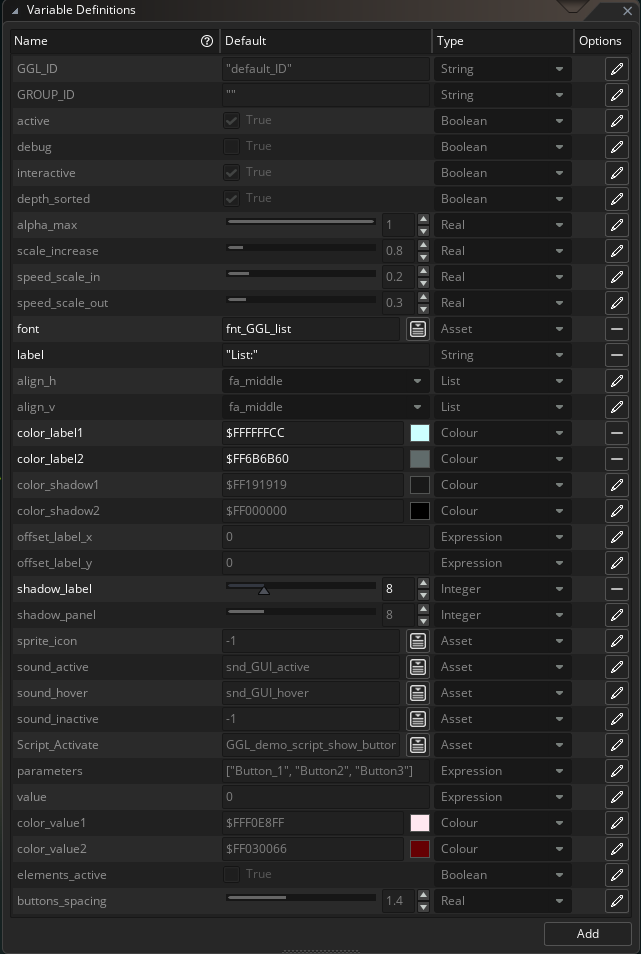 Variable Definitions
Name Default Type Options
GGL_ID "default_ID" String
GROUP_ID "" String
active True Boolean
debug True Boolean
interactive True Boolean
depth_sorted True Boolean
alpha_max 1 Real
scale_increase 0.8 Real
speed_scale_in 0.2 Real
speed_scale_out 0.3 Real
font fnt_GGL_list Asset
label "List:" String
align_h fa_middle List
align_v fa_middle List
color_label1 $FFFFFFCC Colour
color_label2 $FF6B6B60 Colour
color_shadow1 $FF191919 Colour
color_shadow2 $FF000000 Colour
offset_label_x 0 Expression
offset_label_y 0 Expression
shadow_label 8 Integer
shadow_panel 8 Integer
sprite_icon -1 Asset
sound_active snd_GUI_active Asset
sound_hover snd_GUI_hover Asset
sound_inactive -1 Asset
Script_Activate GGL_demo_script_show_buttor Asset
parameters ["Button_1", "Button2", "Button3"] Expression
value 0 Expression
color_value1 $FFF0E8FF Colour
color_value2 $FF030066 Colour
elements_active True Boolean
buttons_spacing 1.4 Real
Add